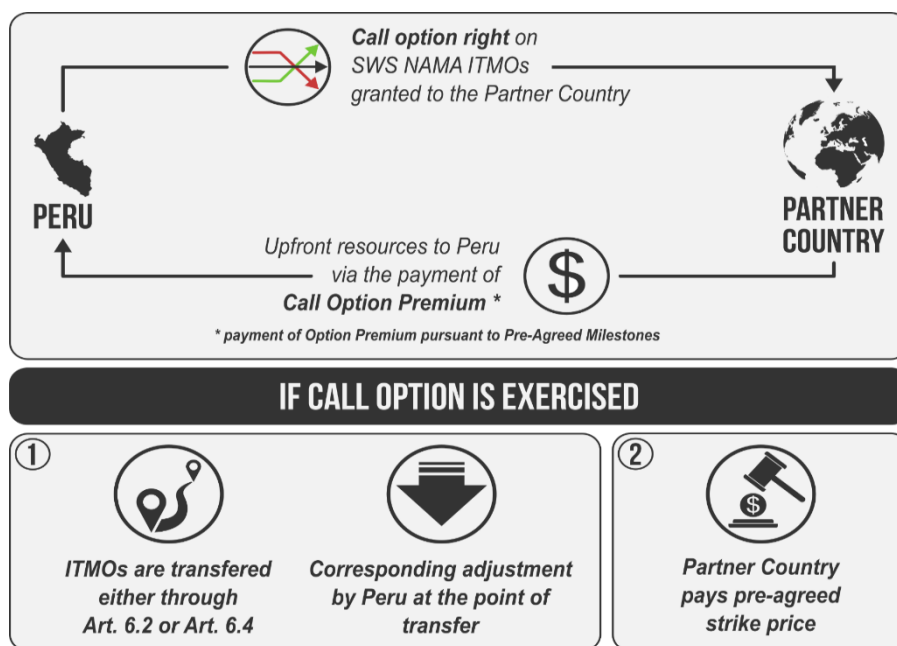 Call option right on
SWS NAMA ITMOs
granted to the Partner Country
PERU
PARTNER
COUNTRY
Upfront resources to Peru
via the payment of
Call Option Premium *
$
* payment of Option Premium pursuant to Pre-Agreed Milestones
IF CALL OPTION IS EXERCISED
1
ITMOs are transfered
either through
Art. 6.2 or Art. 6.4
Corresponding adjustment
by Peru at the point of
transfer
2
$
Partner Country
pays pre-agreed
strike price